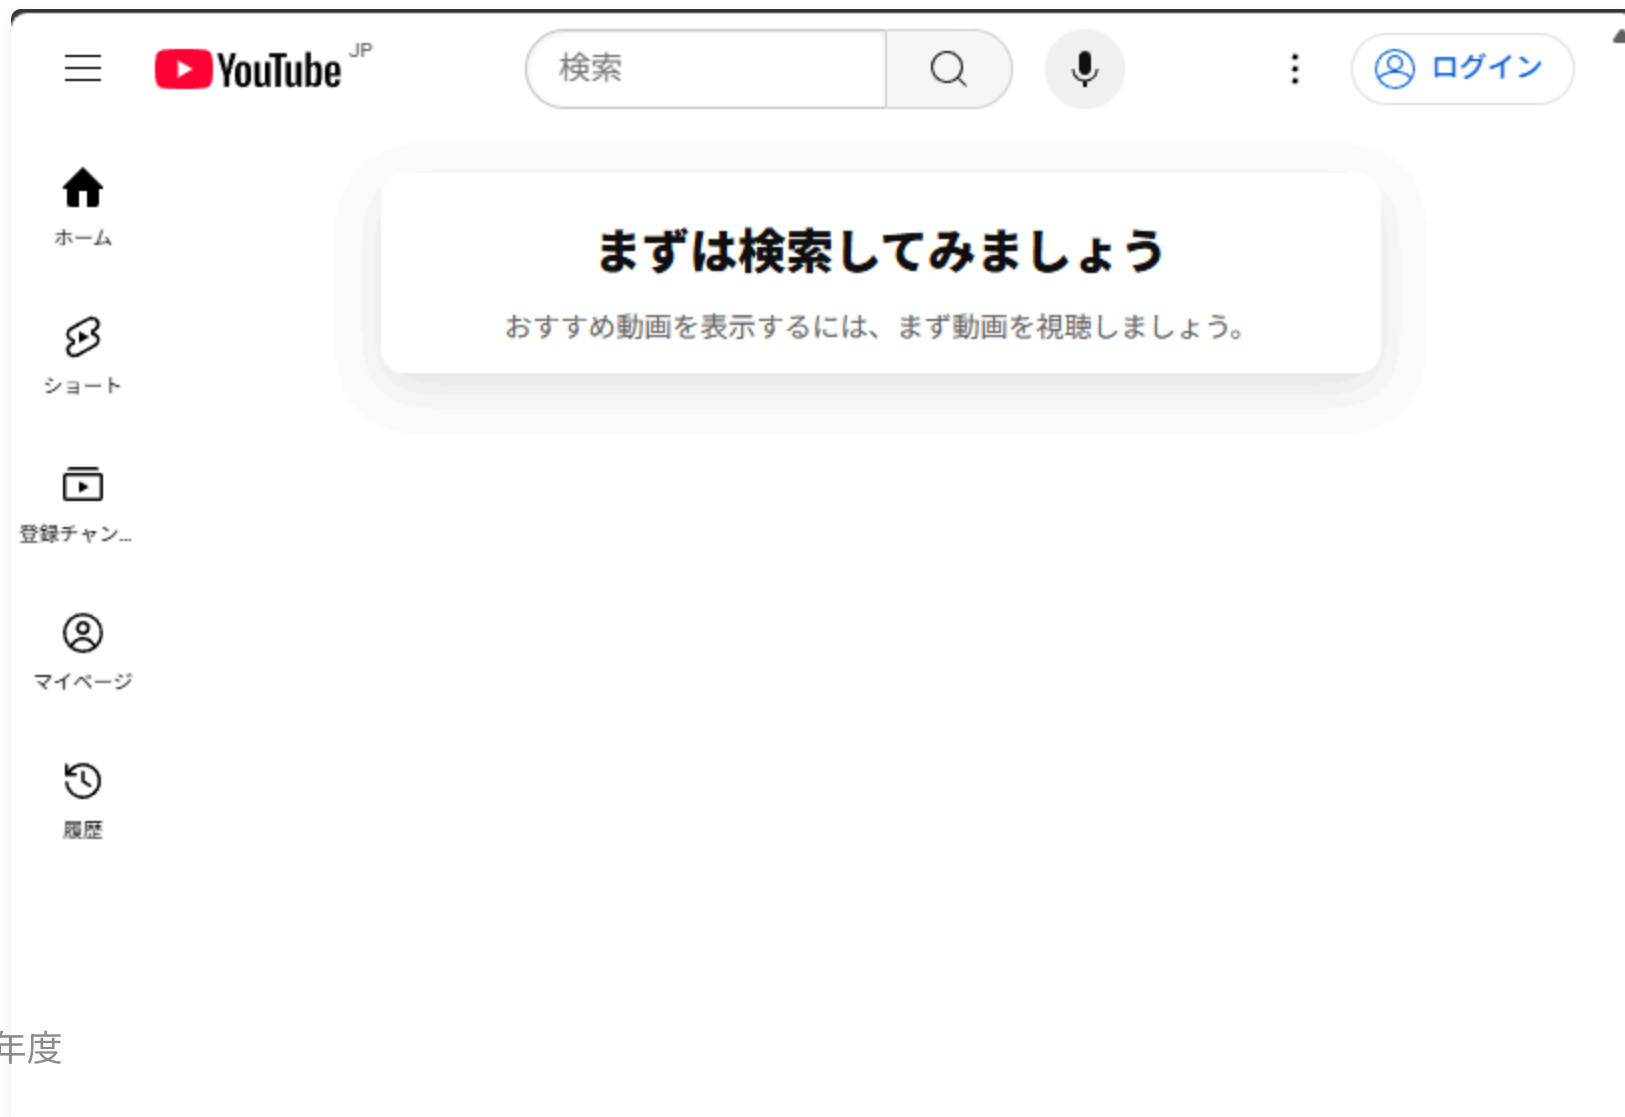 YouTube JP
検索
ログイン
まずは検索してみましょう
おすすめ動画を表示するには、まず動画を視聴しましょう。
ホーム
ショート
登録チャン...
マイページ
履歴
年度